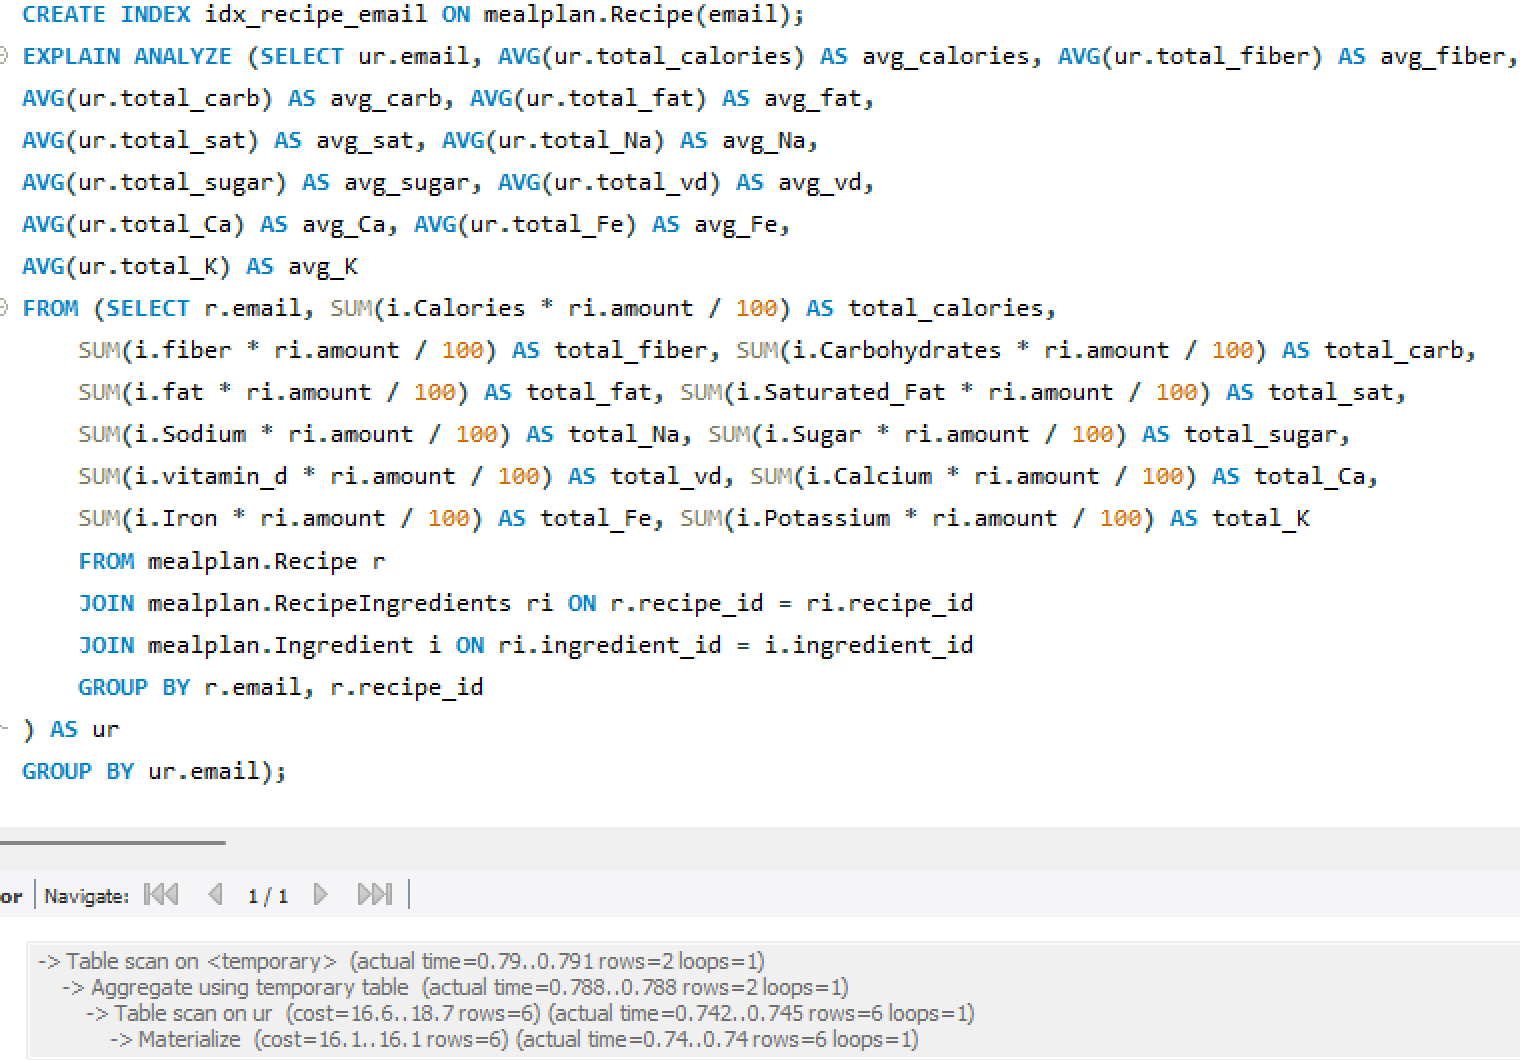 CREATE INDEX idx_recipe_email ON mealplan.Recipe(email);
EXPLAIN ANALYZE (SELECT ur.email, AVG(ur.total_calories) AS avg_calories, AVG(ur.total_fiber) AS avg_fiber,
AVG(ur.total_carb) AS avg_carb, AVG(ur.total_fat) AS avg_fat,
AVG(ur.total_sat) AS avg_sat, AVG(ur.total_Na) AS avg_Na,
AVG(ur.total_sugar) AS avg_sugar, AVG(ur.total_vd) AS avg_vd,
AVG(ur.total_Ca) AS avg_Ca, AVG(ur.total_Fe) AS avg_Fe,
AVG(ur.total_K) AS avg_K
FROM (SELECT r.email, SUM(i.Calories * ri.amount / 100) AS total_calories,
SUM(i.fiber * ri.amount / 100) AS total_fiber, SUM(i.Carbohydrates * ri.amount / 100) AS total_carb,
SUM(i.fat * ri.amount / 100) AS total_fat, SUM(i.Saturated_Fat * ri.amount / 100) AS total_sat,
SUM(i.Sodium * ri.amount / 100) AS total_Na, SUM(i.Sugar * ri.amount / 100) AS total_sugar,
SUM(i.vitamin_d * ri.amount / 100) AS total_vd, SUM(i.Calcium * ri.amount / 100) AS total_Ca,
SUM(i.Iron * ri.amount / 100) AS total_Fe, SUM(i.Potassium * ri.amount / 100) AS total_K
FROM mealplan.Recipe r
JOIN mealplan.RecipeIngredients ri ON r.recipe_id = ri.recipe_id
JOIN mealplan.Ingredient i ON ri.ingredient_id = i.ingredient_id
GROUP BY r.email, r.recipe_id
) AS ur
GROUP BY ur.email);
or Navigate: 1 / 1
-> Table scan on <temporary> (actual time=0.79..0.791 rows=2 loops=1)
-> Aggregate using temporary table (actual time=0.788..0.788 rows=2 loops=1)
-> Table scan on ur (cost=16.6..18.7 rows=6) (actual time=0.742..0.745 rows=6 loops=1)
-> Materialize (cost=16.1..16.1 rows=6) (actual time=0.74..0.74 rows=6 loops=1)